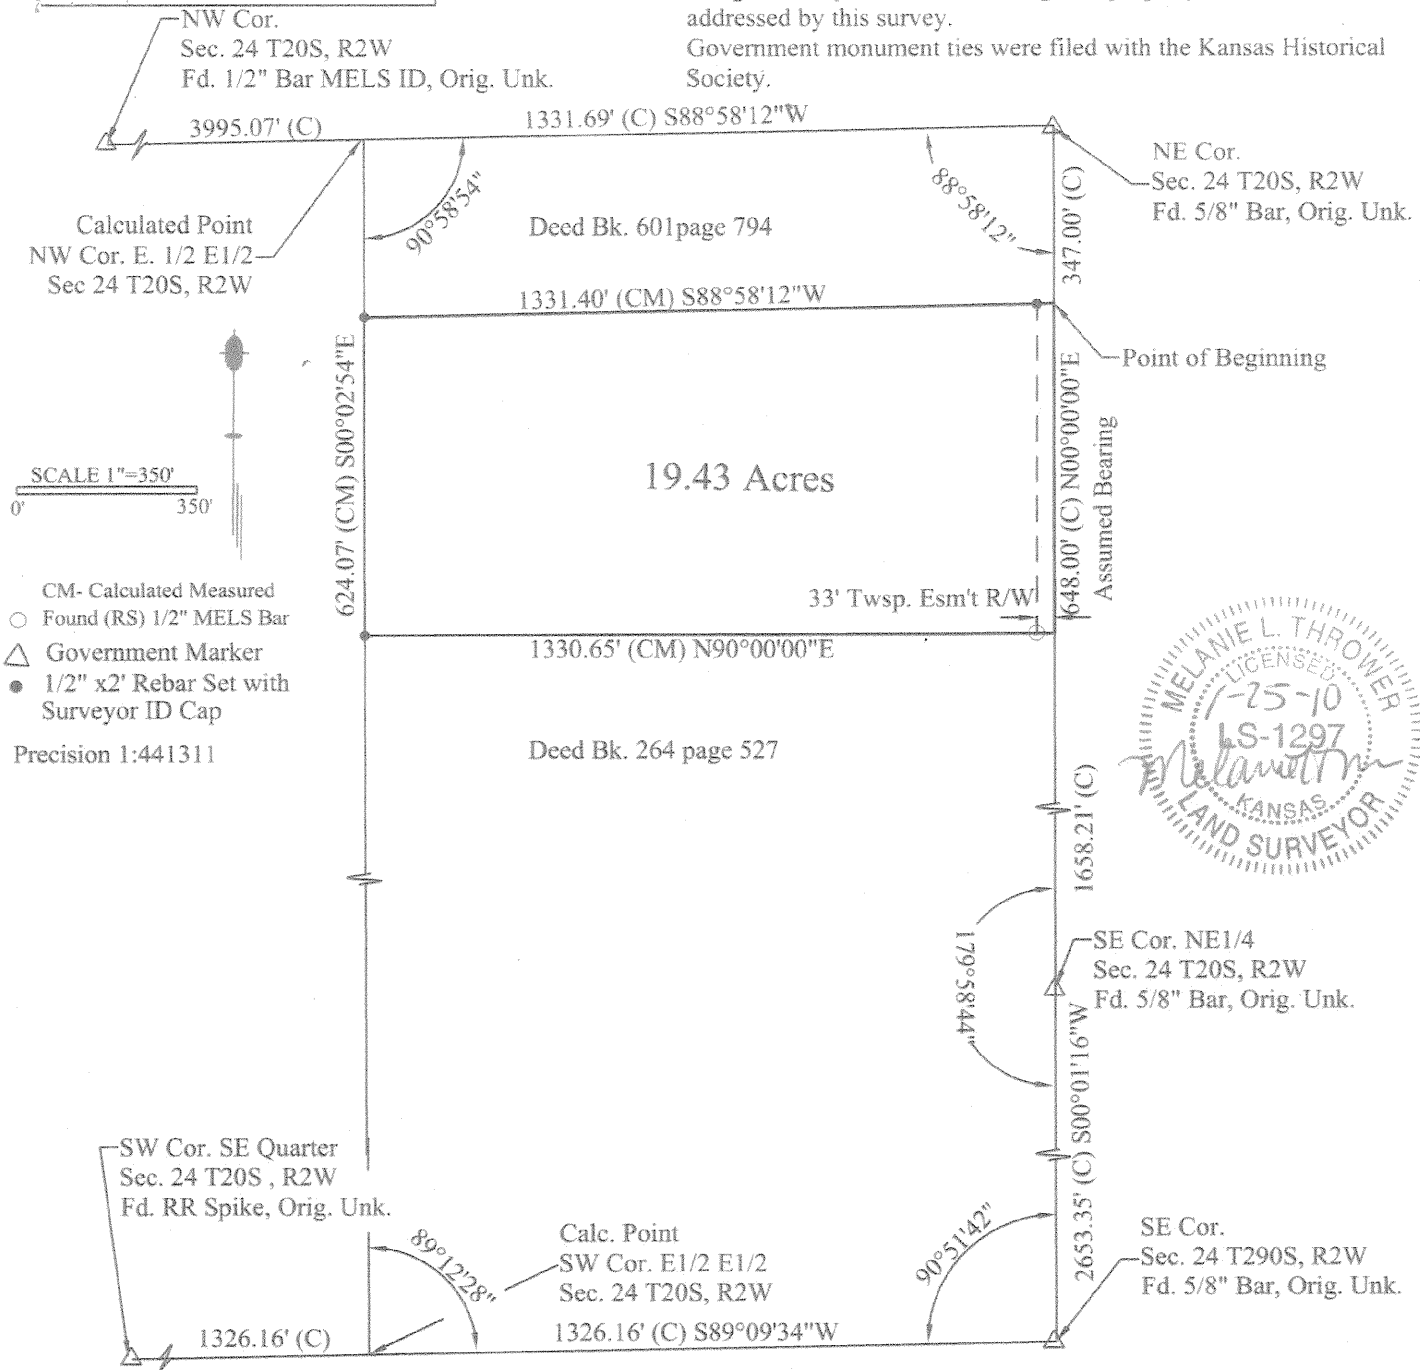 addressed by this survey.
Government monument ties were filed with the Kansas Historical
Society.
NW Cor.
Sec. 24 T20S, R2W
Fd. 1/2" Bar MELS ID, Orig. Unk.
3995.07' (C)
1331.69' (C) S88°58'12"W
NE Cor.
Sec. 24 T20S, R2W
Fd. 5/8" Bar, Orig. Unk.
90°58'54"
88°58'12"
347.00' (C)
Calculated Point
NW Cor. E. 1/2 E1/2
Sec 24 T20S, R2W
Deed Bk. 601page 794
1331.40' (CM) S88°58'12"W
Point of Beginning
624.07' (CM) S00°02'54"E
19.43 Acres
648.00' (C) N00°00'00"E
Assumed Bearing
SCALE 1"=350'
0'
350'
33' Twsp. Esm't R/W
1330.65' (CM) N90°00'00"E
CM- Calculated Measured
Found (RS) 1/2" MELS Bar
Government Marker
1/2" x2' Rebar Set with
Surveyor ID Cap
Precision 1:441311
Deed Bk. 264 page 527
MELANIE L. THROWER
LICENSED
1-25-10
LS-1297
KANSAS
LAND SURVEYOR
1658.21' (C)
179°58'44"
SE Cor. NE1/4
Sec. 24 T20S, R2W
Fd. 5/8" Bar, Orig. Unk.
2653.35' (C) S00°01'16"W
SW Cor. SE Quarter
Sec. 24 T20S , R2W
Fd. RR Spike, Orig. Unk.
89°12'28"
Calc. Point
SW Cor. E1/2 E1/2
Sec. 24 T20S, R2W
90°51'42"
SE Cor.
Sec. 24 T290S, R2W
Fd. 5/8" Bar, Orig. Unk.
1326.16' (C)
1326.16' (C) S89°09'34"W